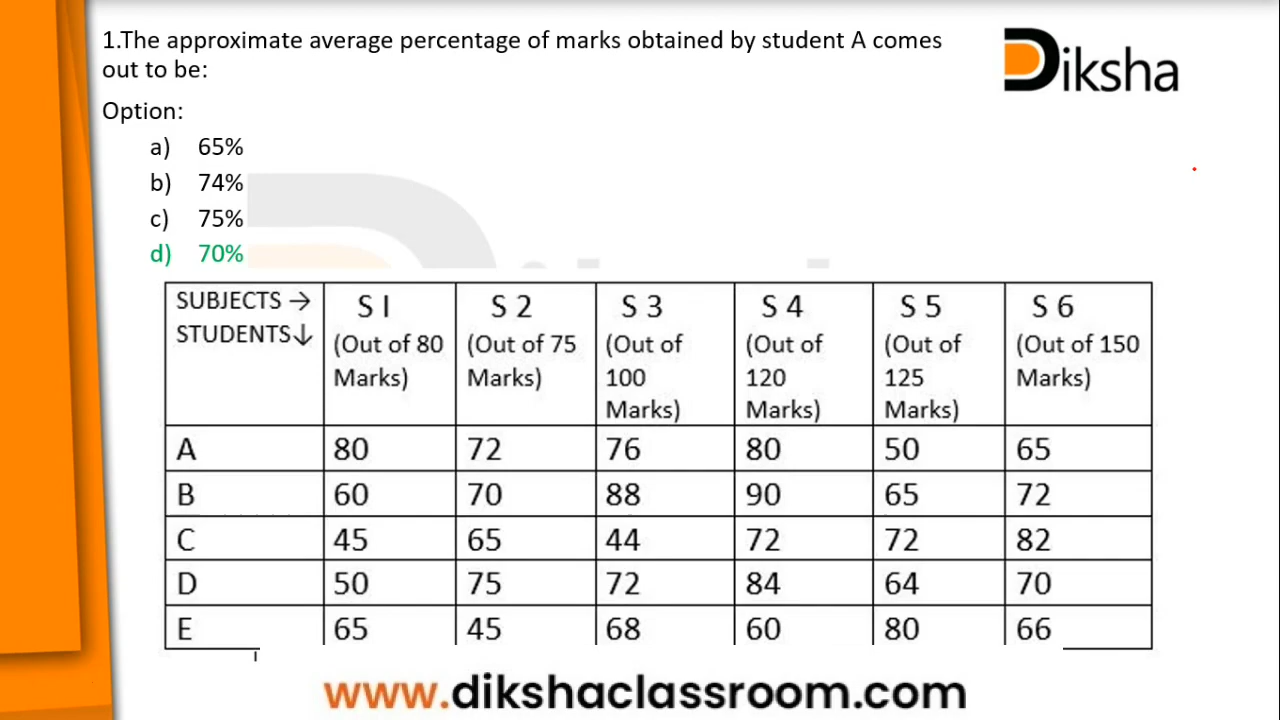 1.The approximate average percentage of marks obtained by student A comes
out to be:
Diksha
Option:
a) 65%
b) 74%
c) 75%
d) 70%
SUBJECTS → STUDENTS↓ S 1 (Out of 80 Marks) S 2 (Out of 75 Marks) S 3 (Out of 100 Marks) S 4 (Out of 120 Marks) S 5 (Out of 125 Marks) S 6 (Out of 150 Marks)
A 80 72 76 80 50 65
B 60 70 88 90 65 72
C 45 65 44 72 72 82
D 50 75 72 84 64 70
E 65 45 68 60 80 66
www.dikshaclassroom.com